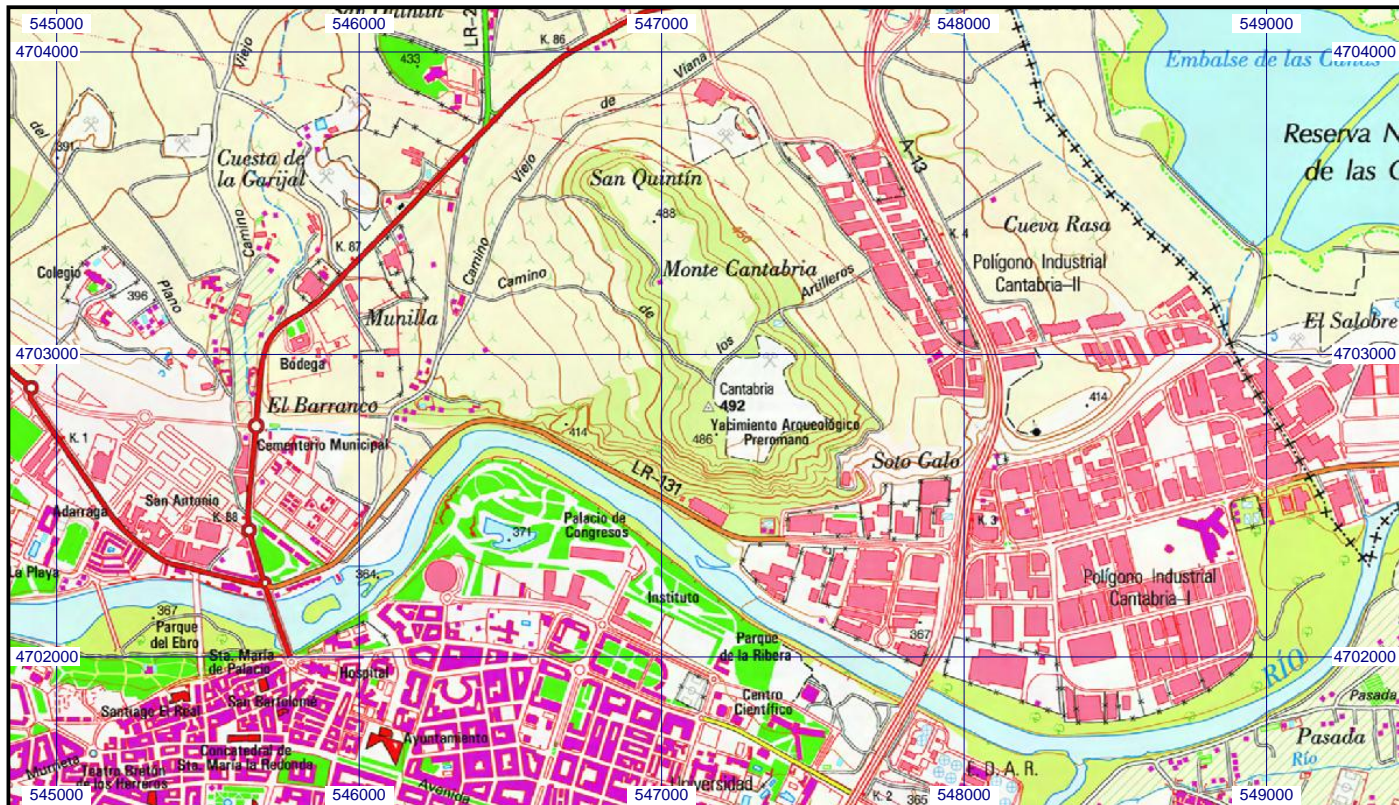 545000
546000
547000
548000
549000
San Quintín
K. 86
4704000
4704000
433
LR-2
Viejo
Viana
de
Embalse de las Cañas
Reserva N
de las C
del
391
Cuesta de
la Garijal
Viejo
San Quintín
A-13
488
450
Camino
K. 87
K. 4
Cueva Rasa
Colegio
396
Plano
Camino
Camino
de
Monte Cantabria
Artilleros
Polígono Industrial
Cantabria-II
Munilla
los
El Salobre
4703000
4703000
Bodega
Cantabria
492
414
El Barranco
K. 1
Cementerio Municipal
414
486
Yacimiento Arqueológico
Preromano
LR-131
Soto Galo
San Antonio
Adarraga
K. 88
Palacio de
Congresos
371
K. 3
La Playa
364
Instituto
Polígono Industrial
Cantabria-I
367
Parque
del Ebro
367
Parque
de la Ribera
4702000
4702000
Sta. María
de Palacio
Hospital
RÍO
San Bartolomé
Santiago El Real
Centro
Científico
Pasada
Ayuntamiento
Concatedral de
Sta. María la Redonda
Pasada
Murrieta
Teatro Bretón
de los Herreros
Río
E. D. A. R.
Avenida
Universidad
K. 2
365
545000
546000
547000
548000
549000